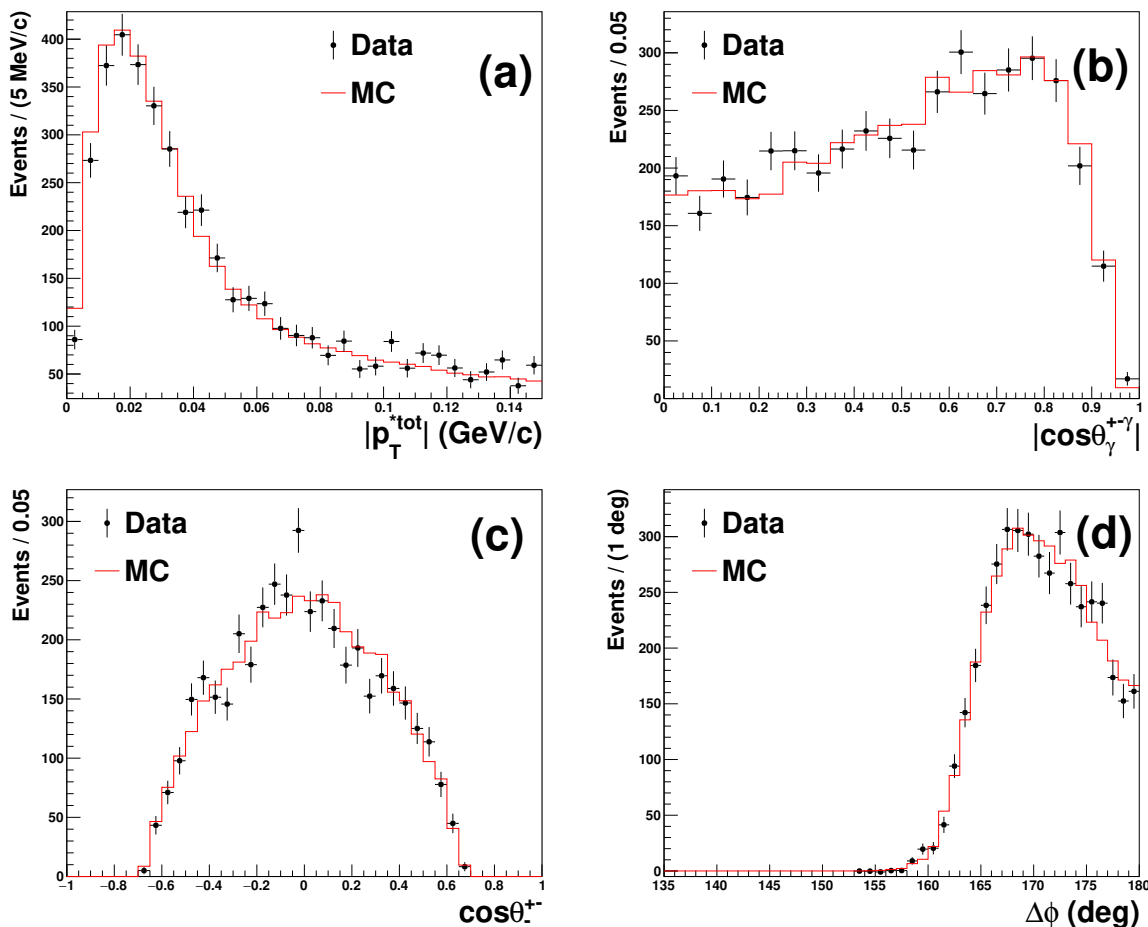 Events / (5 MeV/c)
400
350
300
250
200
150
100
50
Data
MC
(a)
0 0.02 0.04 0.06 0.08 0.1 0.12 0.14
|p_T^{*tot}| (GeV/c)
Events / 0.05
300
250
200
150
100
50
0
Data
MC
(b)
0 0.1 0.2 0.3 0.4 0.5 0.6 0.7 0.8 0.9 1
|cosθ_γ^{+-γ}|
Events / 0.05
300
250
200
150
100
50
0
Data
MC
(c)
−1 −0.8 −0.6 −0.4 −0.2 0 0.2 0.4 0.6 0.8 1
cosθ_-^{+-}
Events / (1 deg)
300
250
200
150
100
50
0
Data
MC
(d)
135 140 145 150 155 160 165 170 175 180
Δϕ (deg)